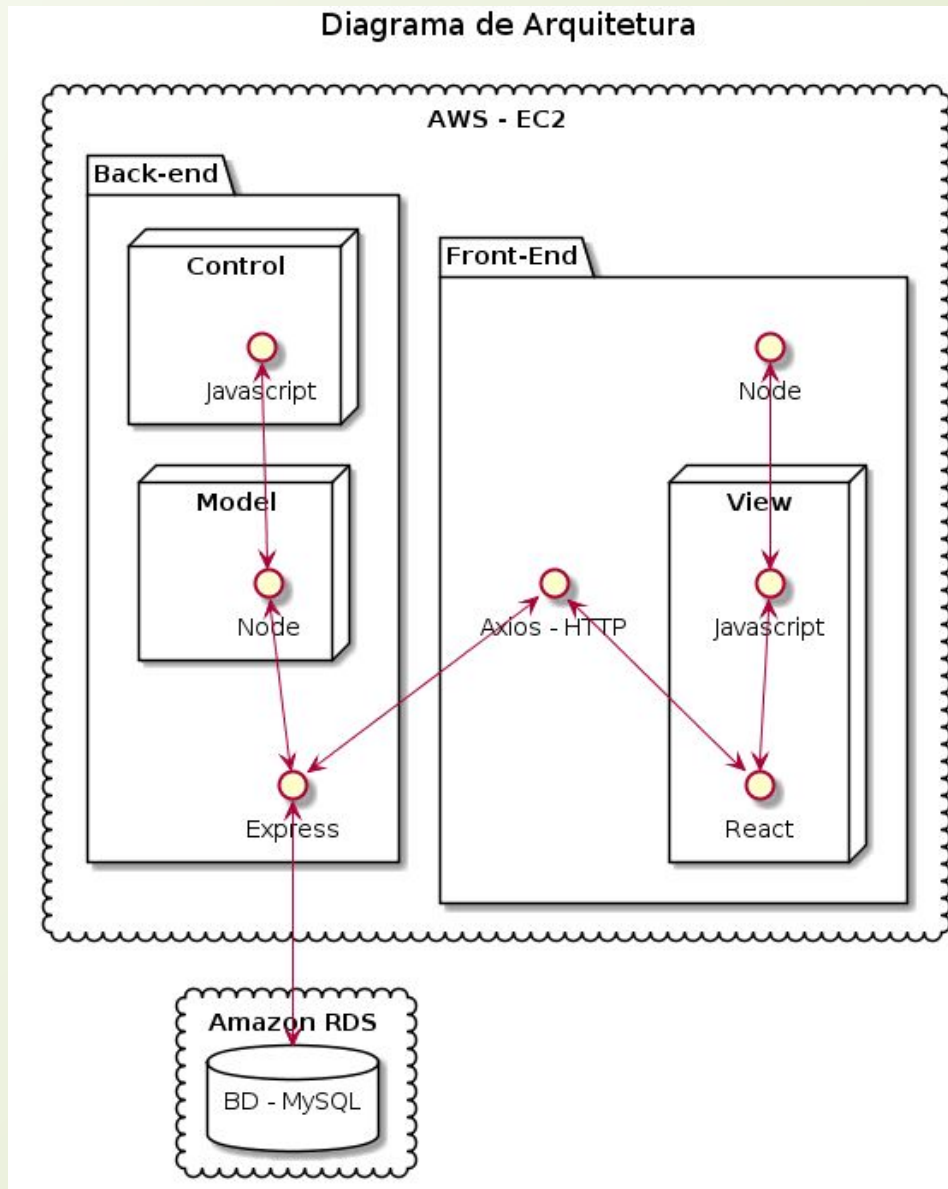 Diagrama de Arquitetura
AWS - EC2
Back-end
Control
Javascript
Model
Node
Express
Front-End
Node
View
Axios - HTTP
Javascript
React
Amazon RDS
BD - MySQL